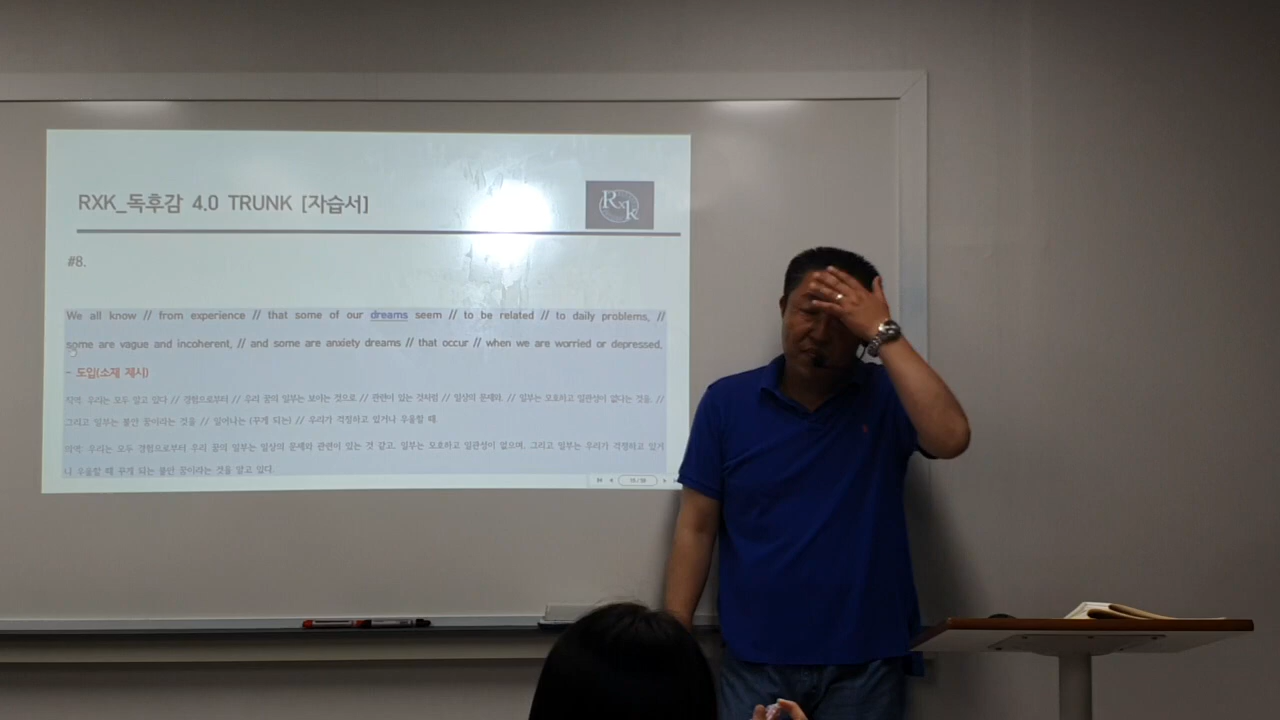 RXK_독후감 4.0 TRUNK [자습서]
Rxk
#8.
We all know // from experience // that some of our dreams seem // to be related // to daily problems, //
some are vague and incoherent, // and some are anxiety dreams // that occur // when we are worried or depressed.
- 도입(소재 제시)
직역: 우리는 모두 알고 있다 // 경험으로부터 // 우리 꿈의 일부는 보이는 것으로 // 관련이 있는 것처럼 // 일상의 문제와. // 일부는 모호하고 일관성이 없다는 것을. //
그리고 일부는 불안 꿈이라는 것을 // 일어나는 (꾸게 되는) // 우리가 걱정하고 있거나 우울할 때.
의역: 우리는 모두 경험으로부터 우리 꿈의 일부는 일상의 문제와 관련이 있는 것 같고. 일부는 모호하고 일관성이 없으며. 그리고 일부는 우리가 걱정하고 있거
나 우울할 때 꾸게 되는 불안 꿈이라는 것을 알고 있다.